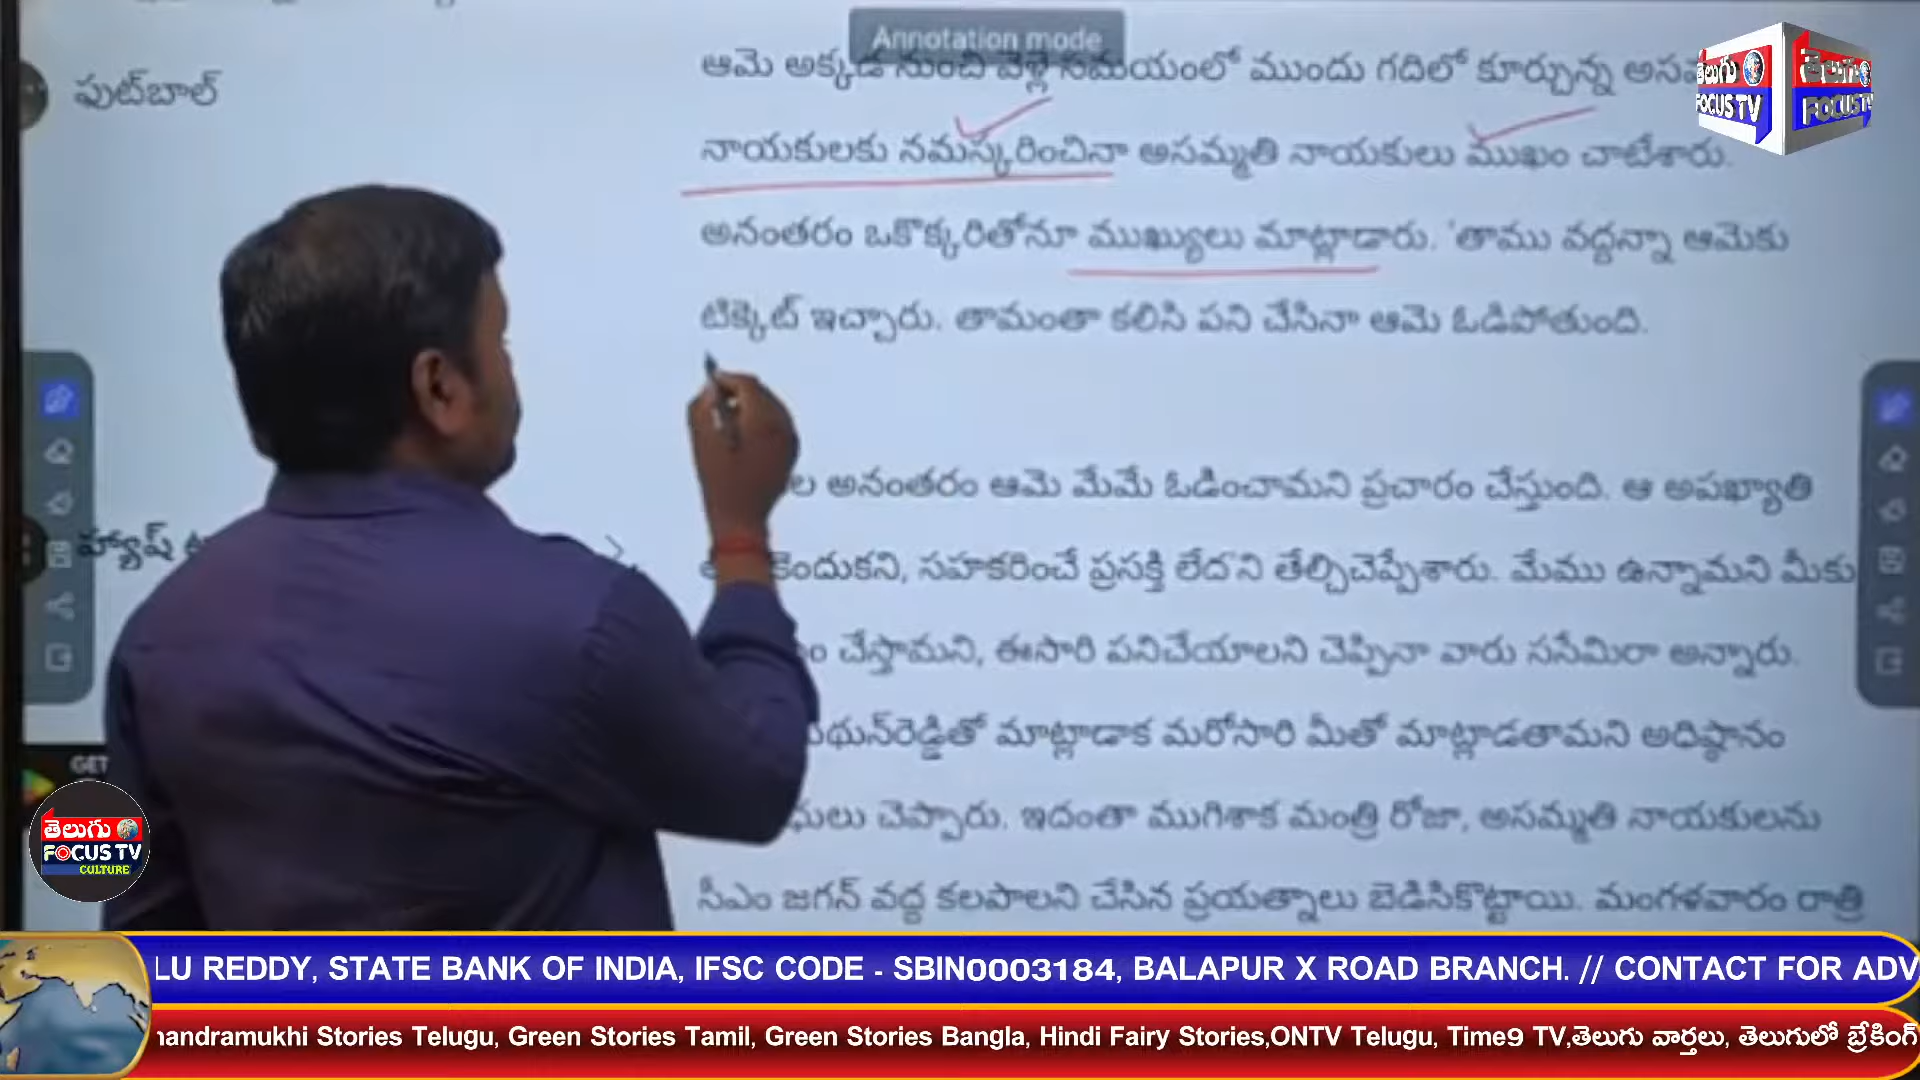 Annotation mode
ఫుట్‌బాల్
ఆమె అక్కడ నుంచి వెళ్లే సమయంలో ముందు గదిలో కూర్చున్న
నాయకులకు నమస్కరించినా అసమ్మతి నాయకులు ముఖం చాటేశారు.
అనంతరం ఒకొక్కరితోనూ ముఖ్యులు మాట్లాడారు. 'తాము వద్దన్నా ఆమెకు
టిక్కెట్ ఇచ్చారు. తామంతా కలిసి పని చేసినా ఆమె ఓడిపోతుంది.
అనంతరం ఆమె మేమే ఓడించామని ప్రచారం చేస్తుంది. ఆ అపఖ్యాతి
సహకరించే ప్రసక్తి లేద'ని తేల్చిచెప్పేశారు. మేము ఉన్నామని మీకు
హ్యాష్
చేస్తామని, ఈసారి పనిచేయాలని చెప్పినా వారు ససేమిరా అన్నారు.
మాట్లాడాక మరోసారి మీతో మాట్లాడతామని అధిష్ఠానం
GET
చెప్పారు. ఇదంతా ముగిశాక మంత్రి రోజా, అసమ్మతి నాయకులను
సీఎం జగన్ వద్ద కలపాలని చేసిన ప్రయత్నాలు బెడిసికొట్టాయి. మంగళవారం రాత్రి
తెలుగు
FOCUS TV
తెలుగు
FOCUS TV
తెలుగు
FOCUS TV
CULTURE
LU REDDY, STATE BANK OF INDIA, IFSC CODE - SBIN0003184, BALAPUR X ROAD BRANCH. // CONTACT FOR ADV
handramukhi Stories Telugu, Green Stories Tamil, Green Stories Bangla, Hindi Fairy Stories,ONTV Telugu, Time9 TV,తెలుగు వార్తలు, తెలుగులో బ్రేకింగ్